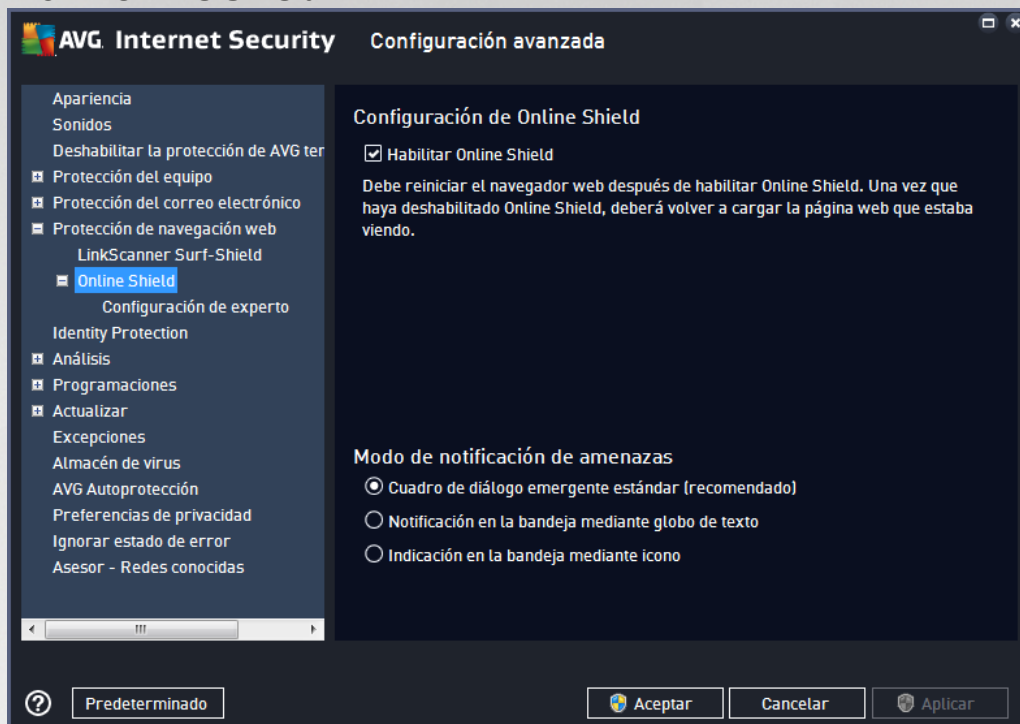 AVG. Internet Security Configuración avanzada
Apariencia
Sonidos
Deshabilitar la protección de AVG ter
Protección del equipo
Protección del correo electrónico
Protección de navegación web
LinkScanner Surf-Shield
Online Shield
Configuración de experto
Identity Protection
Análisis
Programaciones
Actualizar
Excepciones
Almacén de virus
AVG Autoprotección
Preferencias de privacidad
Ignorar estado de error
Asesor - Redes conocidas
Configuración de Online Shield
Habilitar Online Shield
Debe reiniciar el navegador web después de habilitar Online Shield. Una vez que
haya deshabilitado Online Shield, deberá volver a cargar la página web que estaba
viendo.
Modo de notificación de amenazas
Cuadro de diálogo emergente estándar (recomendado)
Notificación en la bandeja mediante globo de texto
Indicación en la bandeja mediante icono
Predeterminado
Aceptar
Cancelar
Aplicar